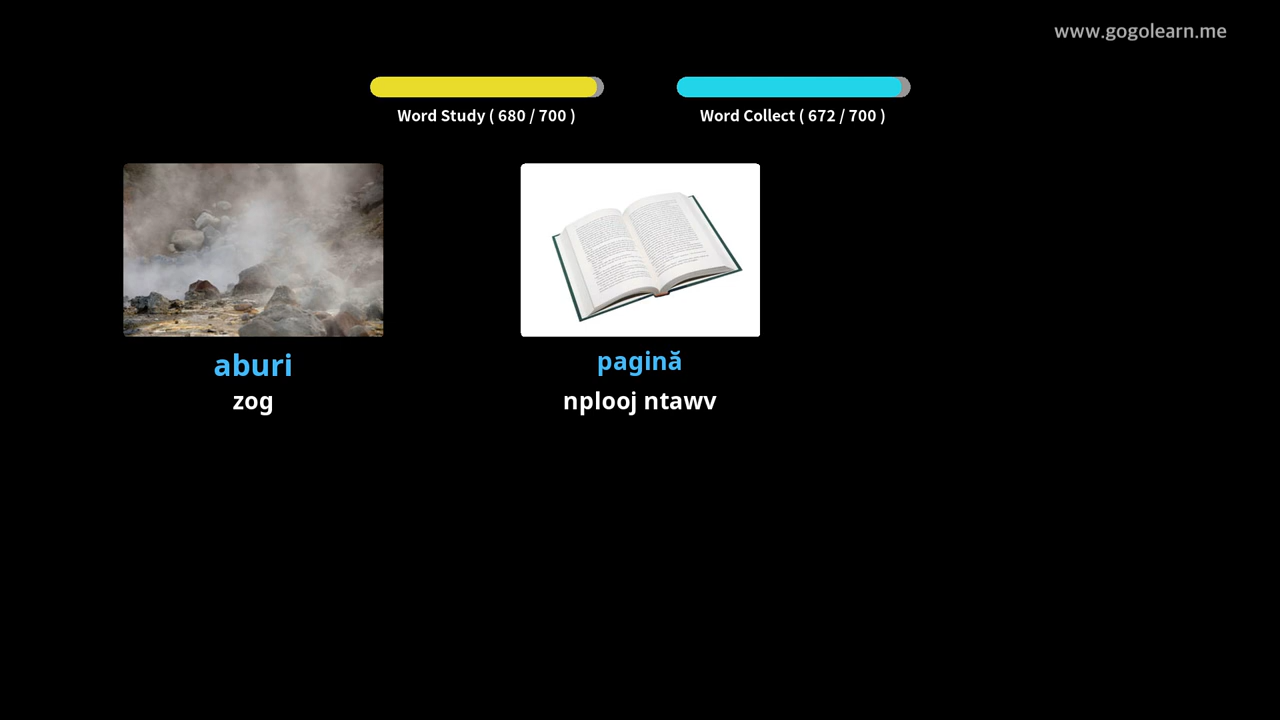 www.gogolearn.me
Word Study ( 680 / 700 )
Word Collect ( 672 / 700 )
aburi
zog
pagină
nplooj ntawv